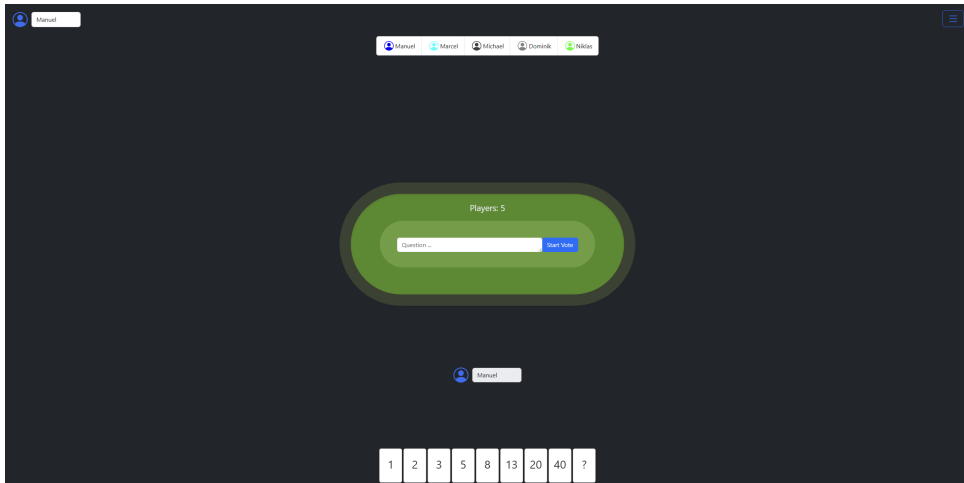 Manuel
Manuel Marcel Michael Dominik Niklas
Players: 5
Question ... Start Vote
Manuel
1 2 3 5 8 13 20 40 ?